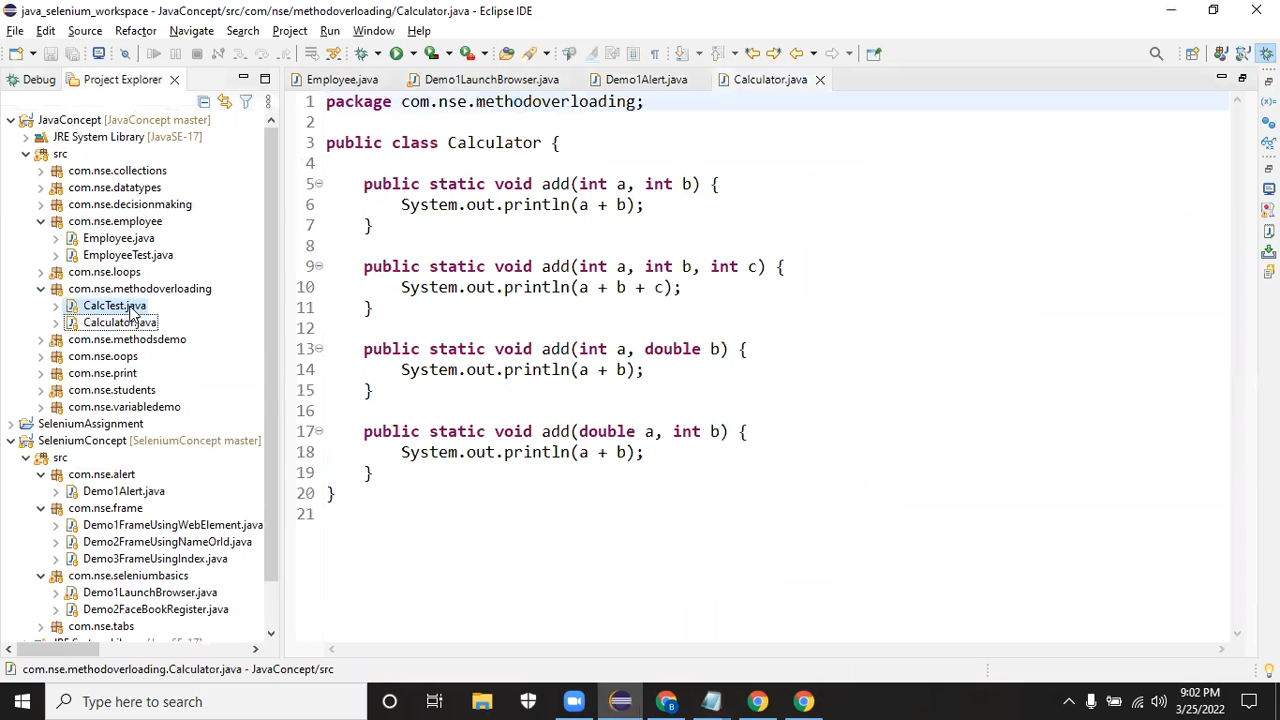 java_selenium_workspace - JavaConcept/src/com/nse/methodoverloading/Calculator.java - Eclipse IDE
File Edit Source Refactor Navigate Search Project Run Window Help
Debug Project Explorer
Employee.java Demo1LaunchBrowser.java Demo1Alert.java Calculator.java
JavaConcept [JavaConcept master]
JRE System Library [JavaSE-17]
src
com.nse.collections
com.nse.datatypes
com.nse.decisionmaking
com.nse.employee
Employee.java
EmployeeTest.java
com.nse.loops
com.nse.methodoverloading
CalcTest.java
Calculator.java
com.nse.methodsdemo
com.nse.oops
com.nse.print
com.nse.students
com.nse.variabledemo
SeleniumAssignment
SeleniumConcept [SeleniumConcept master]
src
com.nse.alert
Demo1Alert.java
com.nse.frame
Demo1FrameUsingWebElement.java
Demo2FrameUsingNameOrId.java
Demo3FrameUsingIndex.java
com.nse.seleniumbasics
Demo1LaunchBrowser.java
Demo2FaceBookRegister.java
com.nse.tabs
JRE System Library [JavaSE-17]
1 package com.nse.methodoverloading;
2
3 public class Calculator {
4
5 public static void add(int a, int b) {
6 System.out.println(a + b);
7 }
8
9 public static void add(int a, int b, int c) {
10 System.out.println(a + b + c);
11 }
12
13 public static void add(int a, double b) {
14 System.out.println(a + b);
15 }
16
17 public static void add(double a, int b) {
18 System.out.println(a + b);
19 }
20 }
21
com.nse.methodoverloading.Calculator.java - JavaConcept/src
Type here to search
9:02 PM
3/25/2022